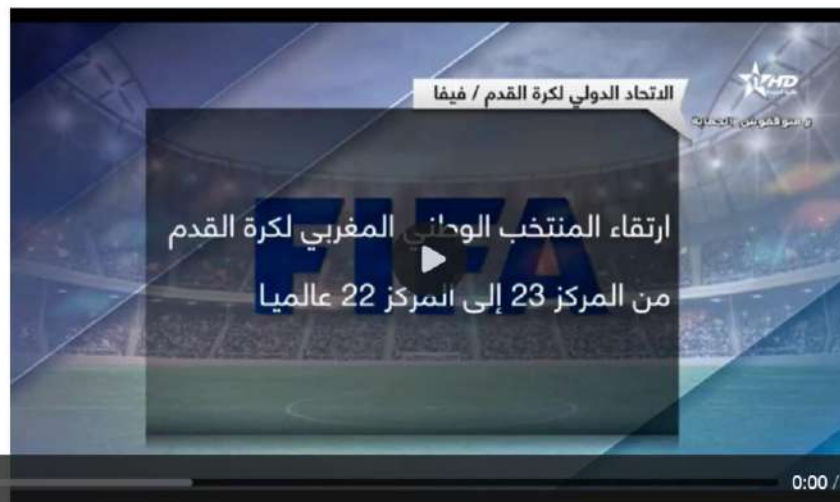 الاتحاد الدولي لكرة القدم / فيفا
HD
FIFA
ارتقاء المنتخب الوطني المغربي لكرة القدم
من المركز 23 إلى المركز 22 عالميا
0:00 /